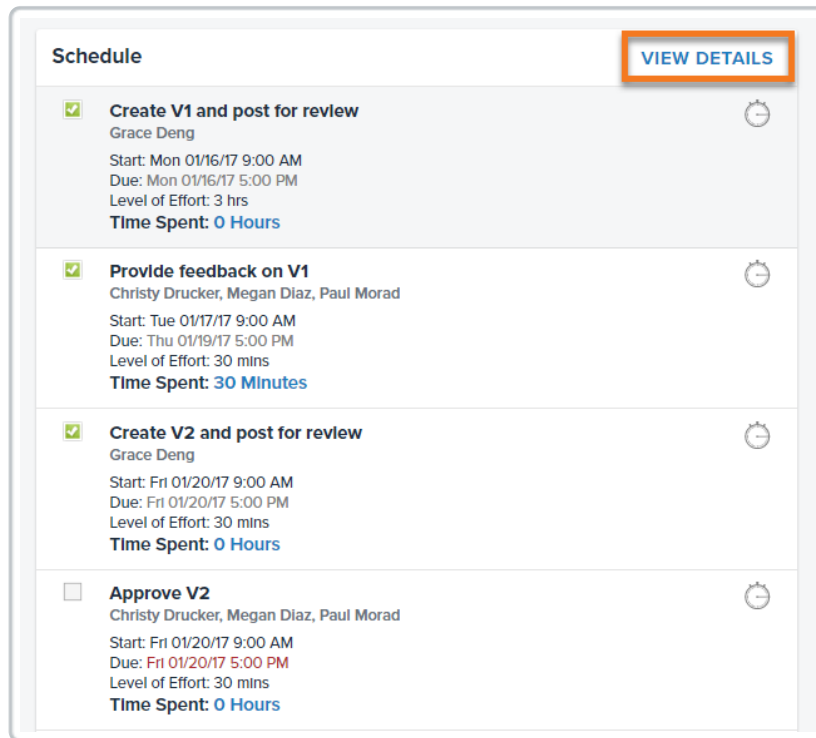 Schedule
VIEW DETAILS
Create V1 and post for review
Grace Deng
Start: Mon 01/16/17 9:00 AM
Due: Mon 01/16/17 5:00 PM
Level of Effort: 3 hrs
Time Spent: 0 Hours
Provide feedback on V1
Christy Drucker, Megan Diaz, Paul Morad
Start: Tue 01/17/17 9:00 AM
Due: Thu 01/19/17 5:00 PM
Level of Effort: 30 mins
Time Spent: 30 Minutes
Create V2 and post for review
Grace Deng
Start: Fri 01/20/17 9:00 AM
Due: Fri 01/20/17 5:00 PM
Level of Effort: 30 mins
Time Spent: 0 Hours
Approve V2
Christy Drucker, Megan Diaz, Paul Morad
Start: Fri 01/20/17 9:00 AM
Due: Fri 01/20/17 5:00 PM
Level of Effort: 30 mins
Time Spent: 0 Hours